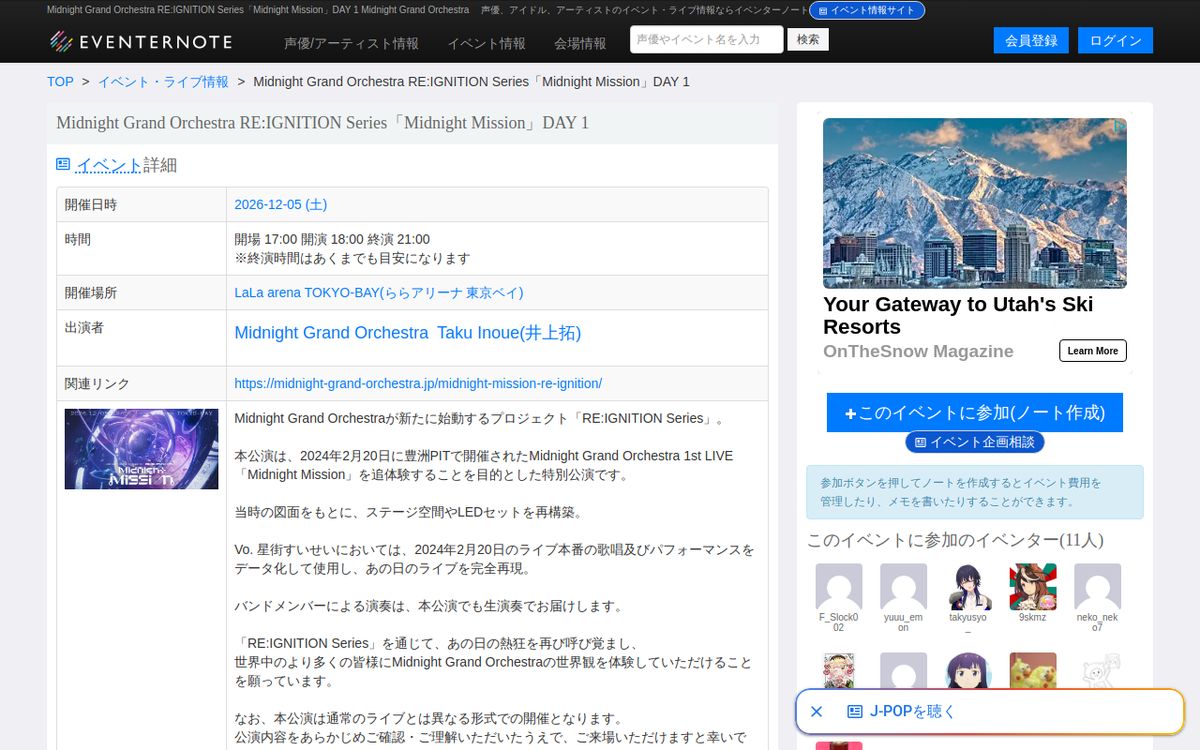 Midnight Grand Orchestra RE:IGNITION Series「Midnight Mission」DAY 1 Midnight Grand Orchestra　声優、アイドル、アーティストのイベント・ライブ情報ならイベンターノート
イベント情報サイト
EVENTERNOTE
声優/アーティスト情報
イベント情報
会場情報
声優やイベント名を入力
検索
会員登録
ログイン
TOP > イベント・ライブ情報 > Midnight Grand Orchestra RE:IGNITION Series「Midnight Mission」DAY 1
Midnight Grand Orchestra RE:IGNITION Series「Midnight Mission」DAY 1
イベント詳細
開催日時
2026-12-05 (土)
時間
開場 17:00 開演 18:00 終演 21:00
※終演時間はあくまでも目安になります
開催場所
LaLa arena TOKYO-BAY(ららアリーナ 東京ベイ)
出演者
Midnight Grand Orchestra Taku Inoue(井上拓)
関連リンク
https://midnight-grand-orchestra.jp/midnight-mission-re-ignition/
Midnight
Mission
Midnight Grand Orchestraが新たに始動するプロジェクト「RE:IGNITION Series」。
本公演は、2024年2月20日に豊洲PITで開催されたMidnight Grand Orchestra 1st LIVE
「Midnight Mission」を追体験することを目的とした特別公演です。
当時の図面をもとに、ステージ空間やLEDセットを再構築。
Vo. 星街すいせいにおいては、2024年2月20日のライブ本番の歌唱及びパフォーマンスを
データ化して使用し、あの日のライブを完全再現。
バンドメンバーによる演奏は、本公演でも生演奏でお届けします。
「RE:IGNITION Series」を通じて、あの日の熱狂を再び呼び覚まし、
世界中のより多くの皆様にMidnight Grand Orchestraの世界観を体験していただけること
を願っています。
なお、本公演は通常のライブとは異なる形式での開催となります。
公演内容をあらかじめご確認・ご理解いただいたうえで、ご来場いただけますと幸いで
Your Gateway to Utah's Ski
Resorts
OnTheSnow Magazine
Learn More
+このイベントに参加(ノート作成)
イベント企画相談
参加ボタンを押してノートを作成するとイベント費用を
管理したり、メモを書いたりすることができます。
このイベントに参加のイベンター(11人)
F_Slock0
02
yuuu_em
on
takyusyo
_
9skmz
neko_nek
o7
J-POPを聴く